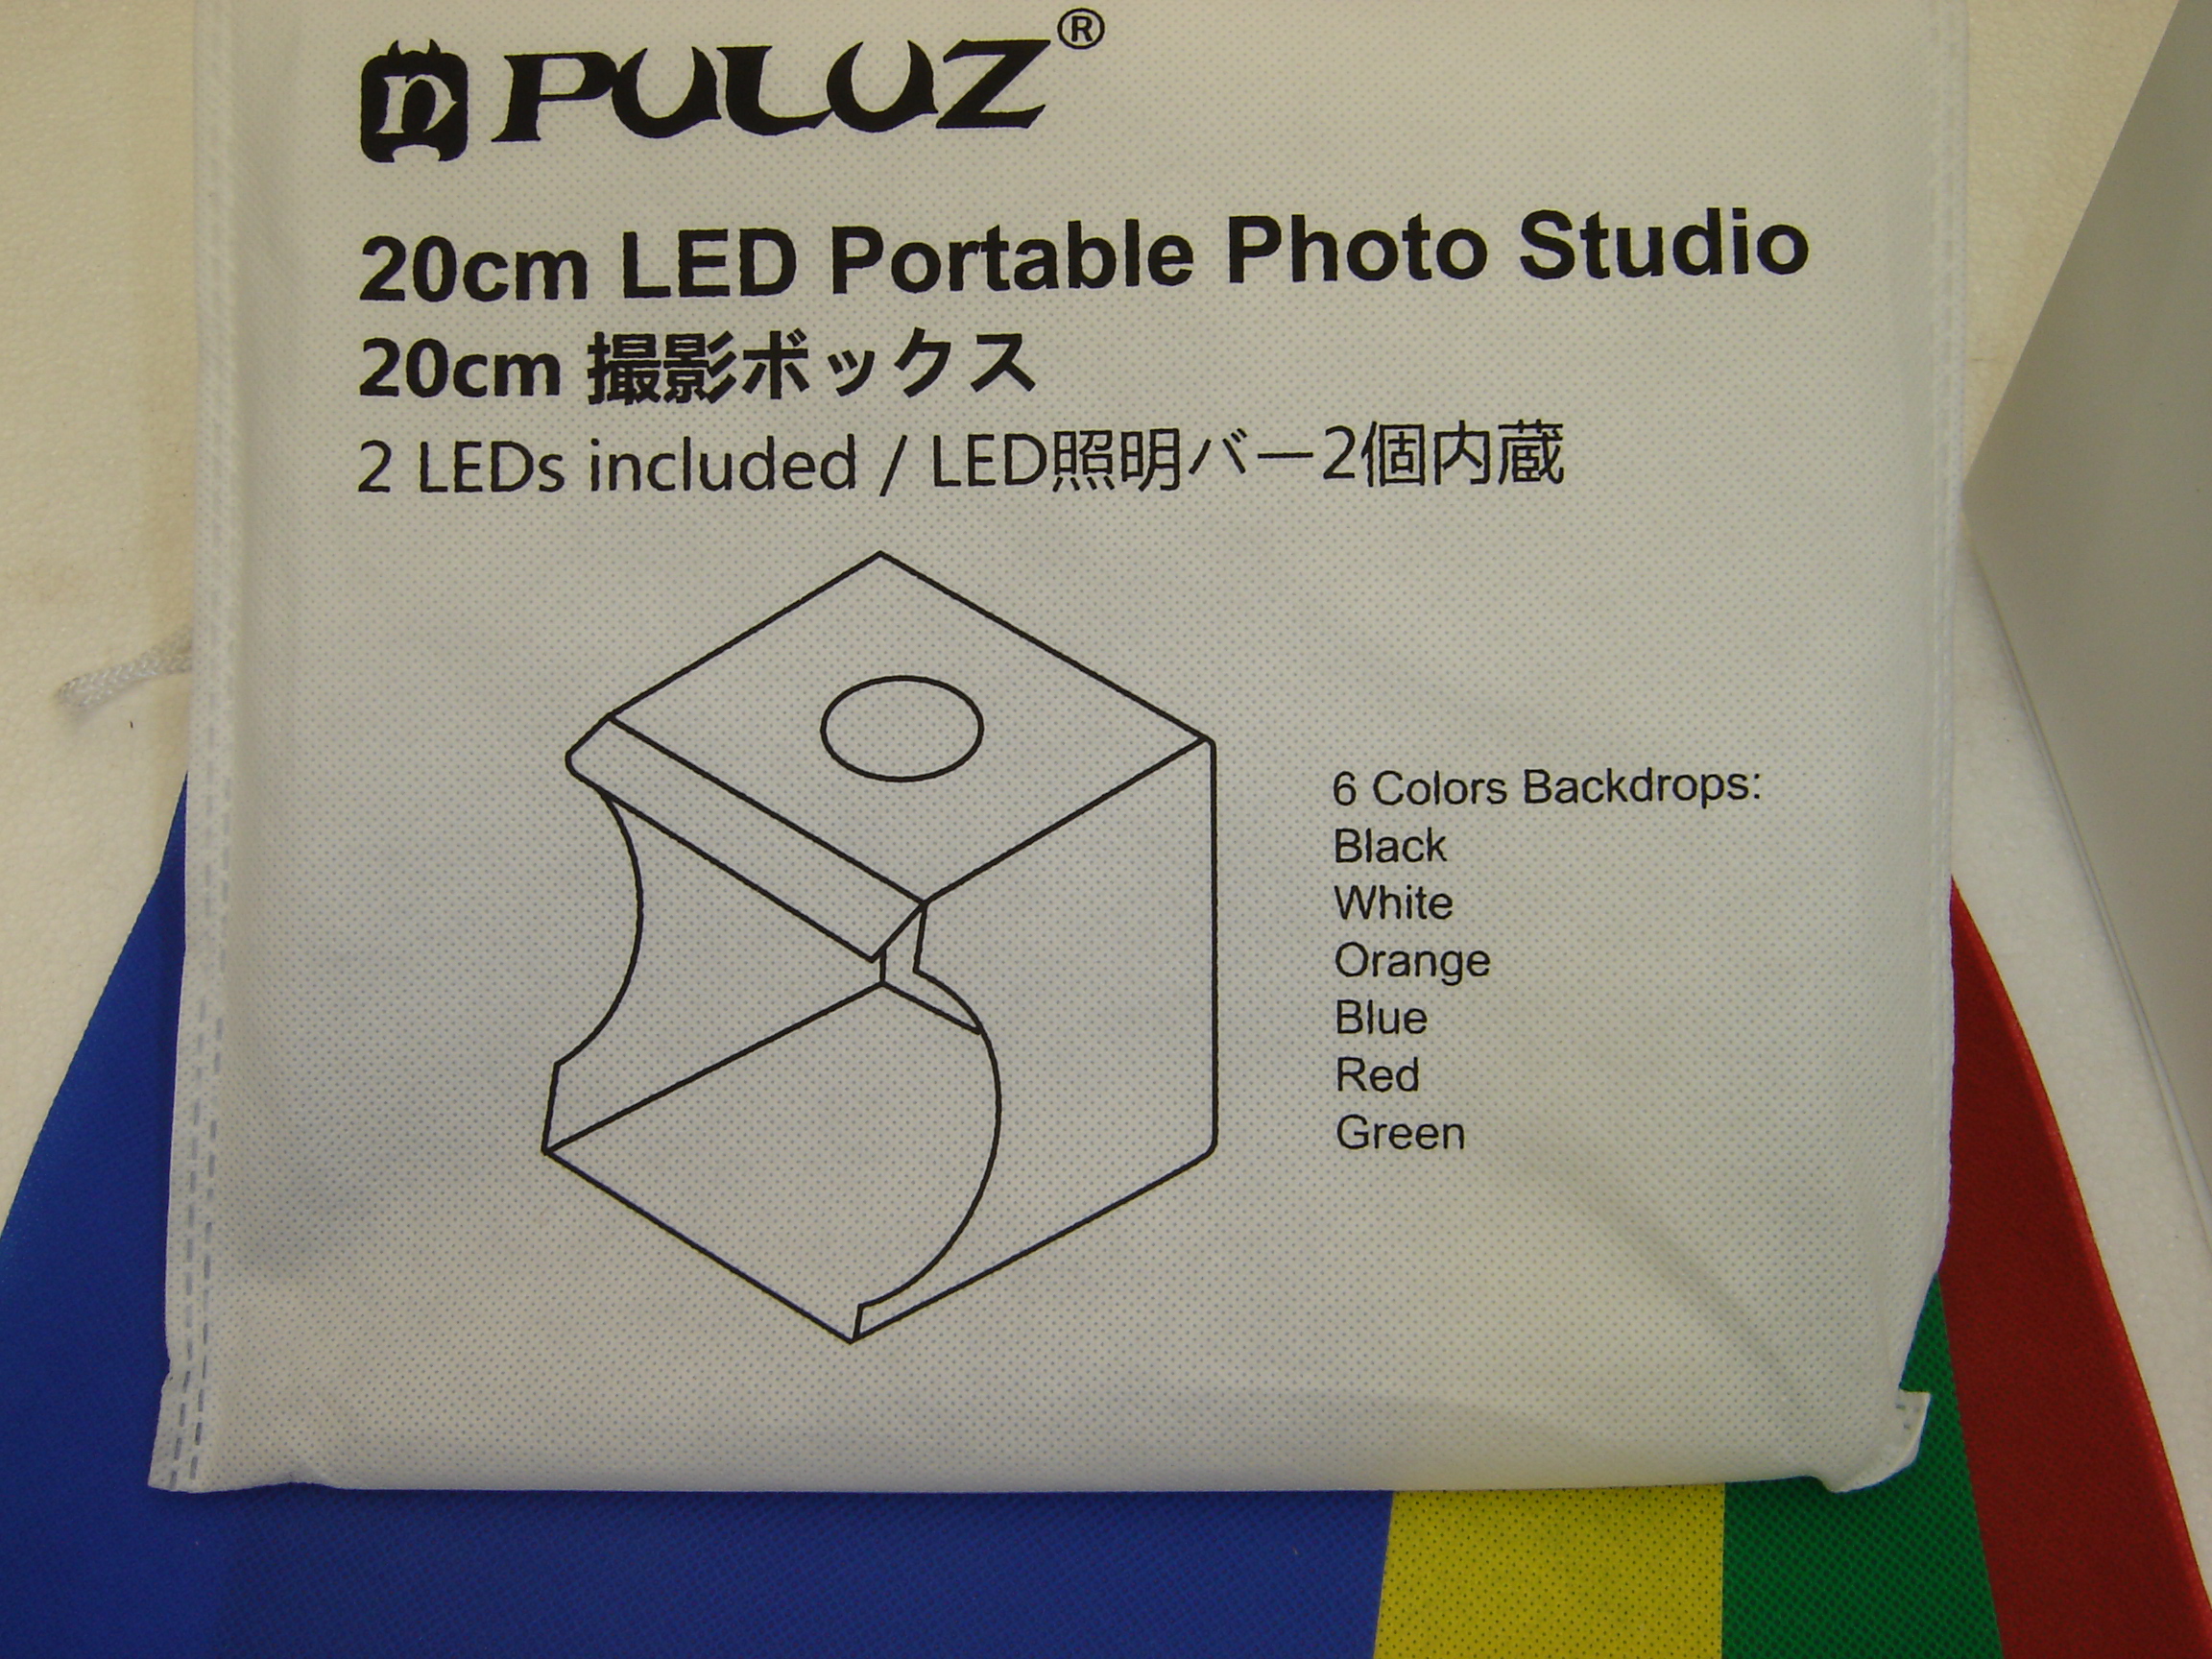 PULUZ®
20cm LED Portable Photo Studio
20cm 撮影ボックス
2 LEDs included / LED照明バー2個内蔵
6 Colors Backdrops:
Black
White
Orange
Blue
Red
Green